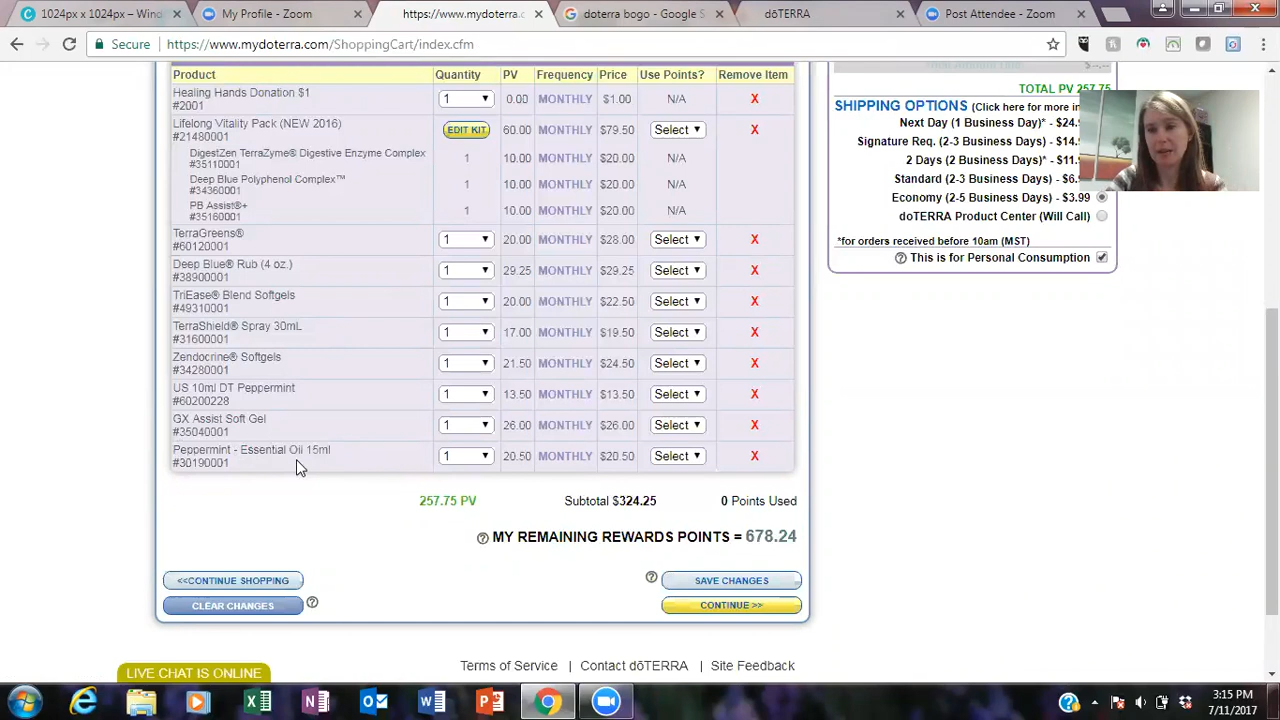 1024px x 1024px – Wind
My Profile - Zoom
https://www.mydoterra.c
doterra bogo - Google S
dōTERRA
Post Attendee - Zoom
Secure
https://www.mydoterra.com/ShoppingCart/index.cfm
Product Quantity PV Frequency Price Use Points? Remove Item
Healing Hands Donation $1
#2001
1 0.00 MONTHLY $1.00 N/A X
Lifelong Vitality Pack (NEW 2016)
#21480001
EDIT KIT 60.00 MONTHLY $79.50 Select X
DigestZen TerraZyme® Digestive Enzyme Complex
#35110001
1 10.00 MONTHLY $20.00 N/A
Deep Blue Polyphenol Complex™
#34360001
1 10.00 MONTHLY $20.00 N/A
PB Assist®+
#35160001
1 10.00 MONTHLY $20.00 N/A
TerraGreens®
#60120001
1 20.00 MONTHLY $28.00 Select X
Deep Blue® Rub (4 oz.)
#38900001
1 29.25 MONTHLY $29.25 Select X
TriEase® Blend Softgels
#49310001
1 20.00 MONTHLY $22.50 Select X
TerraShield® Spray 30mL
#31600001
1 17.00 MONTHLY $19.50 Select X
Zendocrine® Softgels
#34280001
1 21.50 MONTHLY $24.50 Select X
US 10ml DT Peppermint
#60200228
1 13.50 MONTHLY $13.50 Select X
GX Assist Soft Gel
#35040001
1 26.00 MONTHLY $26.00 Select X
Peppermint - Essential Oil 15ml
#30190001
1 20.50 MONTHLY $20.50 Select X
257.75 PV Subtotal $324.25 0 Points Used
MY REMAINING REWARDS POINTS = 678.24
<<CONTINUE SHOPPING
SAVE CHANGES
CLEAR CHANGES
CONTINUE >>
TOTAL PV 257.75
SHIPPING OPTIONS (Click here for more in
Next Day (1 Business Day)* - $24.
Signature Req. (2-3 Business Days) - $14.
2 Days (2 Business Days)* - $11.
Standard (2-3 Business Days) - $6.
Economy (2-5 Business Days) - $3.99
doTERRA Product Center (Will Call)
*for orders received before 10am (MST)
This is for Personal Consumption
LIVE CHAT IS ONLINE
Terms of Service | Contact dōTERRA | Site Feedback
3:15 PM
7/11/2017